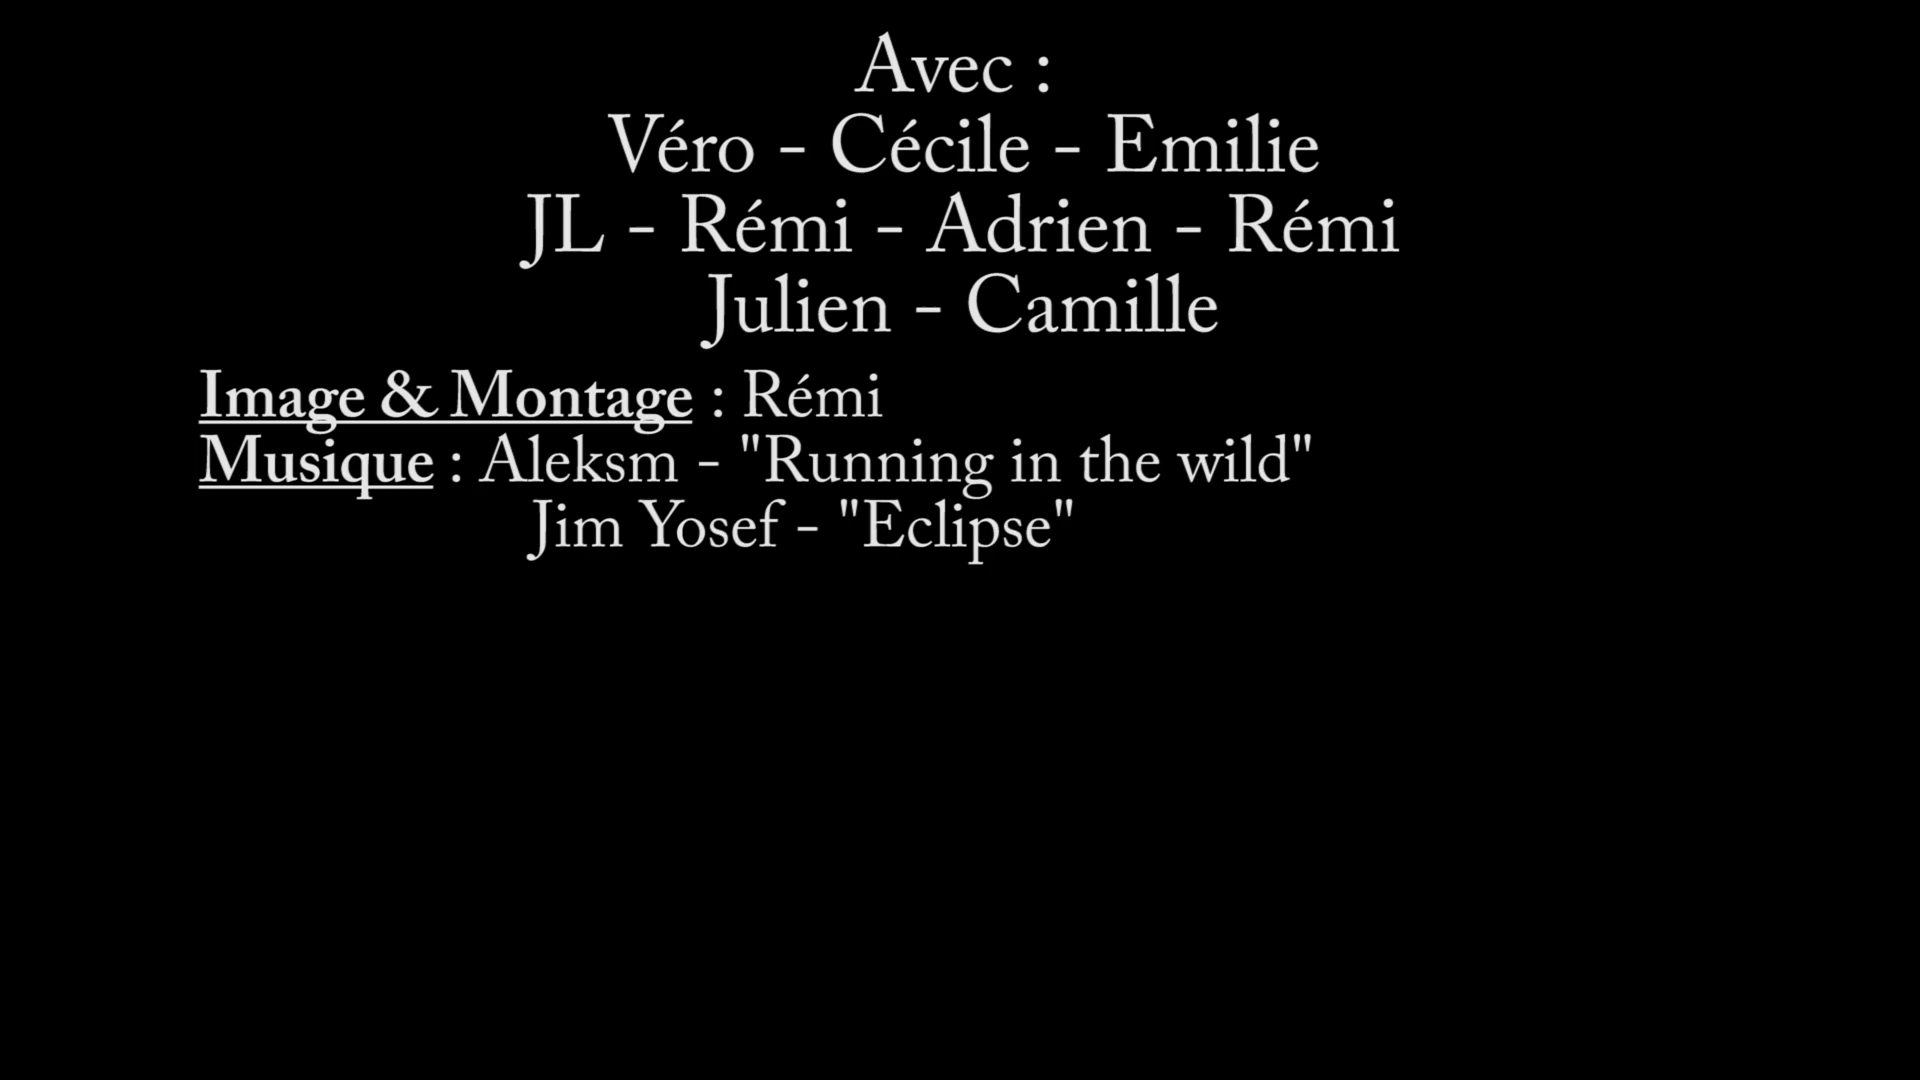 Avec :
Véro - Cécile - Emilie
JL - Rémi - Adrien - Rémi
Julien - Camille
Image & Montage : Rémi
Musique : Aleksm - "Running in the wild"
Jim Yosef - "Eclipse"